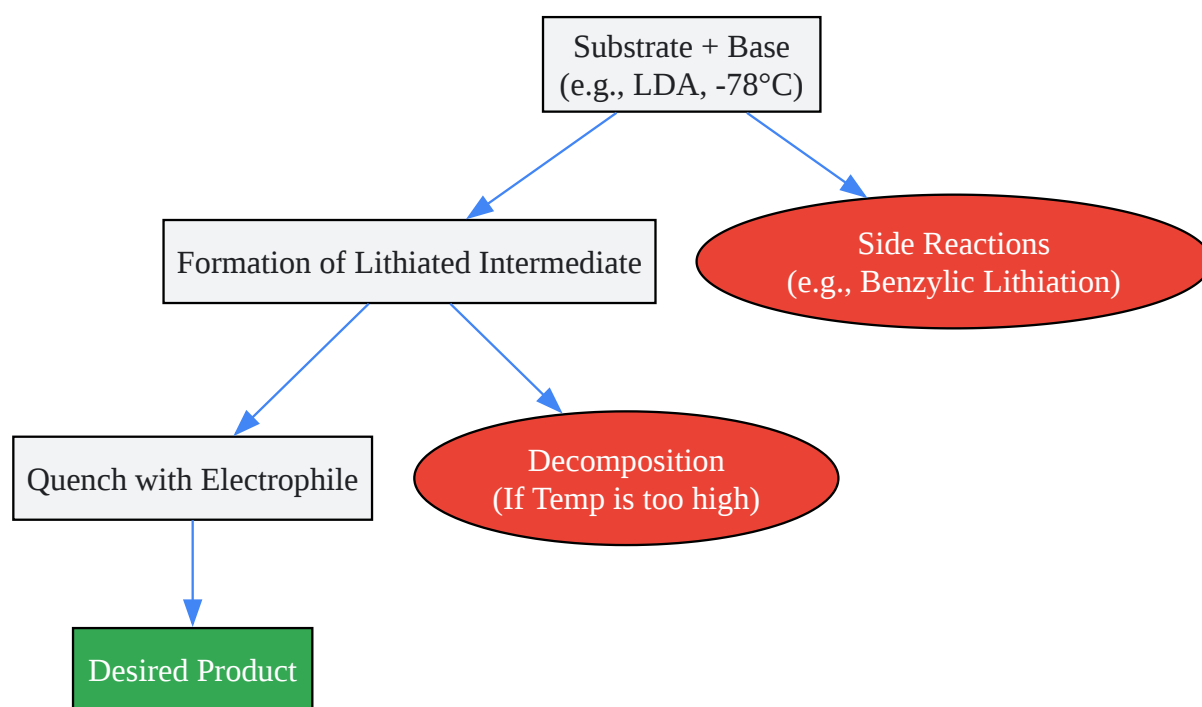 Substrate + Base
(e.g., LDA, -78°C)
Formation of Lithiated Intermediate
Side Reactions
(e.g., Benzylic Lithiation)
Quench with Electrophile
Decomposition
(If Temp is too high)
Desired Product